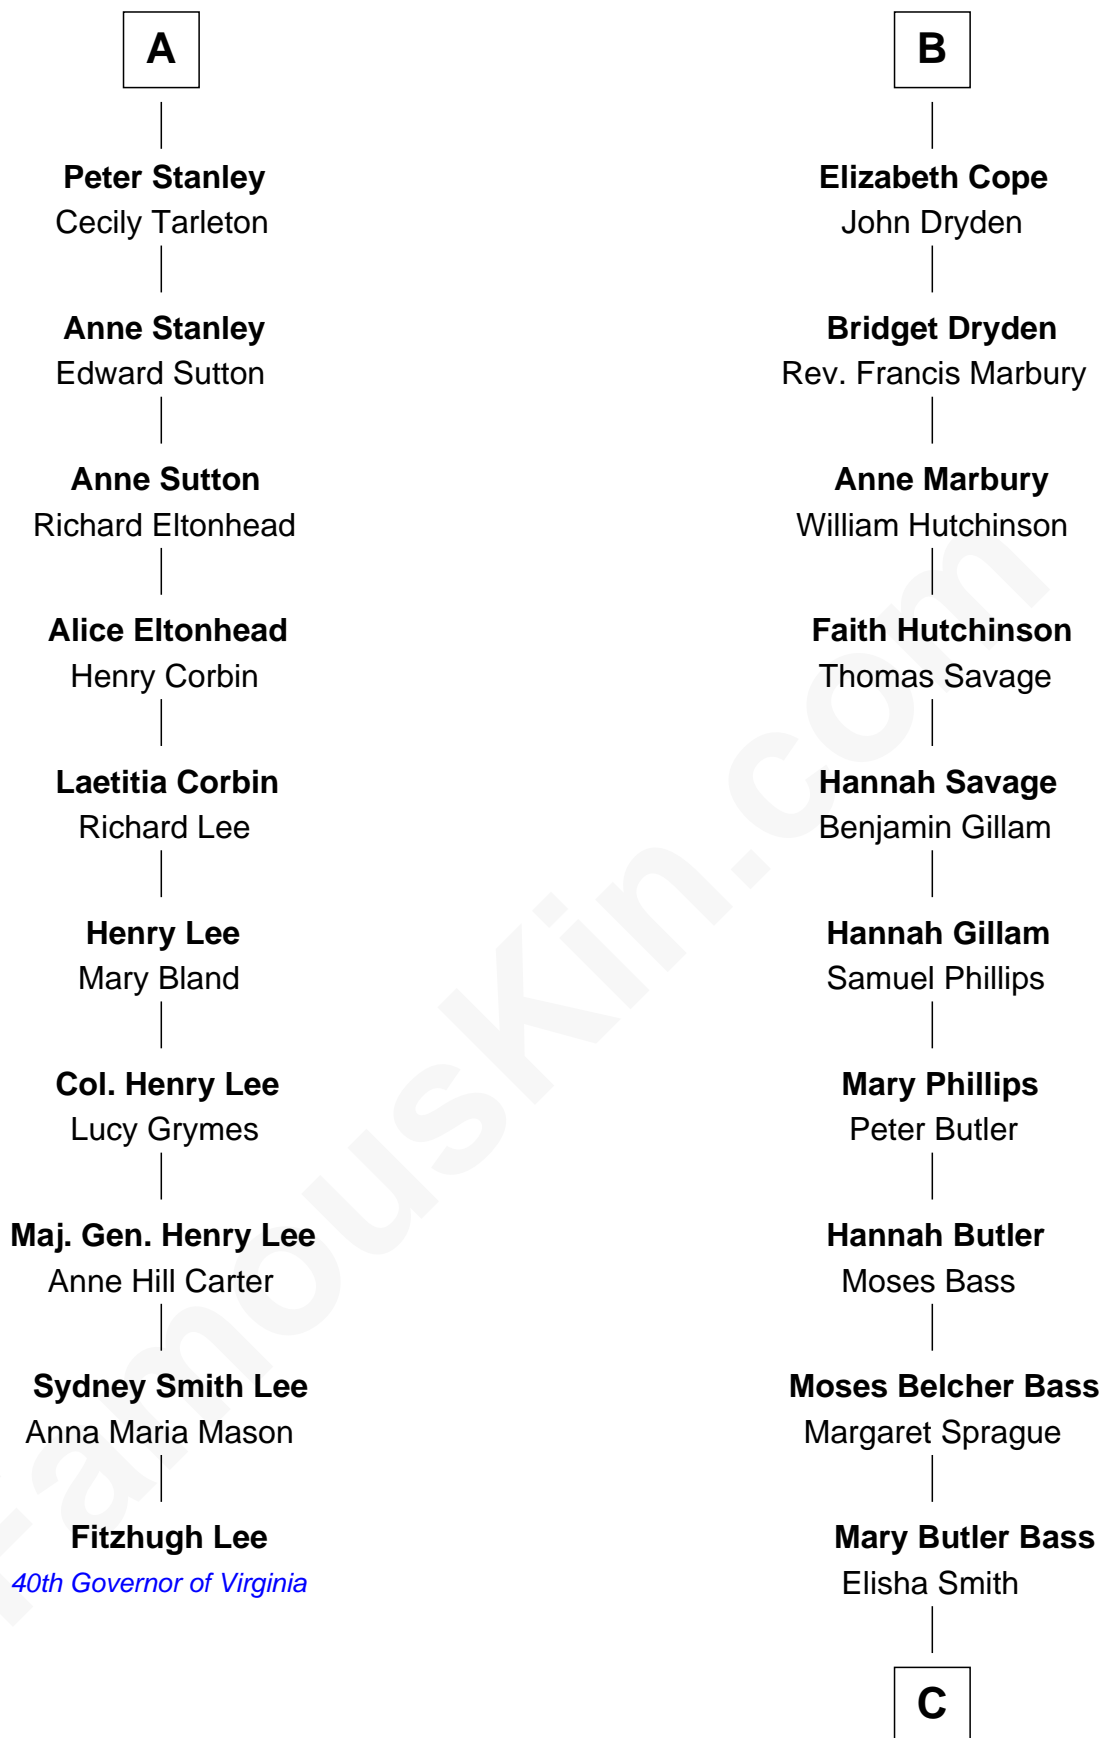 A
Peter Stanley
Cecily Tarleton
Anne Stanley
Edward Sutton
Anne Sutton
Richard Eltonhead
Alice Eltonhead
Henry Corbin
Laetitia Corbin
Richard Lee
Henry Lee
Mary Bland
Col. Henry Lee
Lucy Grymes
Maj. Gen. Henry Lee
Anne Hill Carter
Sydney Smith Lee
Anna Maria Mason
Fitzhugh Lee
40th Governor of Virginia
B
Elizabeth Cope
John Dryden
Bridget Dryden
Rev. Francis Marbury
Anne Marbury
William Hutchinson
Faith Hutchinson
Thomas Savage
Hannah Savage
Benjamin Gillam
Hannah Gillam
Samuel Phillips
Mary Phillips
Peter Butler
Hannah Butler
Moses Bass
Moses Belcher Bass
Margaret Sprague
Mary Butler Bass
Elisha Smith
C
FamousKin.com